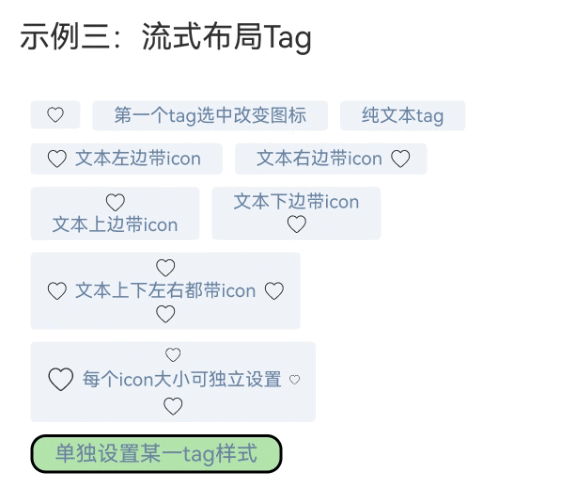 示例三：流式布局Tag
第一个tag选中改变图标 纯文本tag
文本左边带icon 文本右边带icon
文本上边带icon 文本下边带icon
文本上下左右都带icon
每个icon大小可独立设置
单独设置某一tag样式